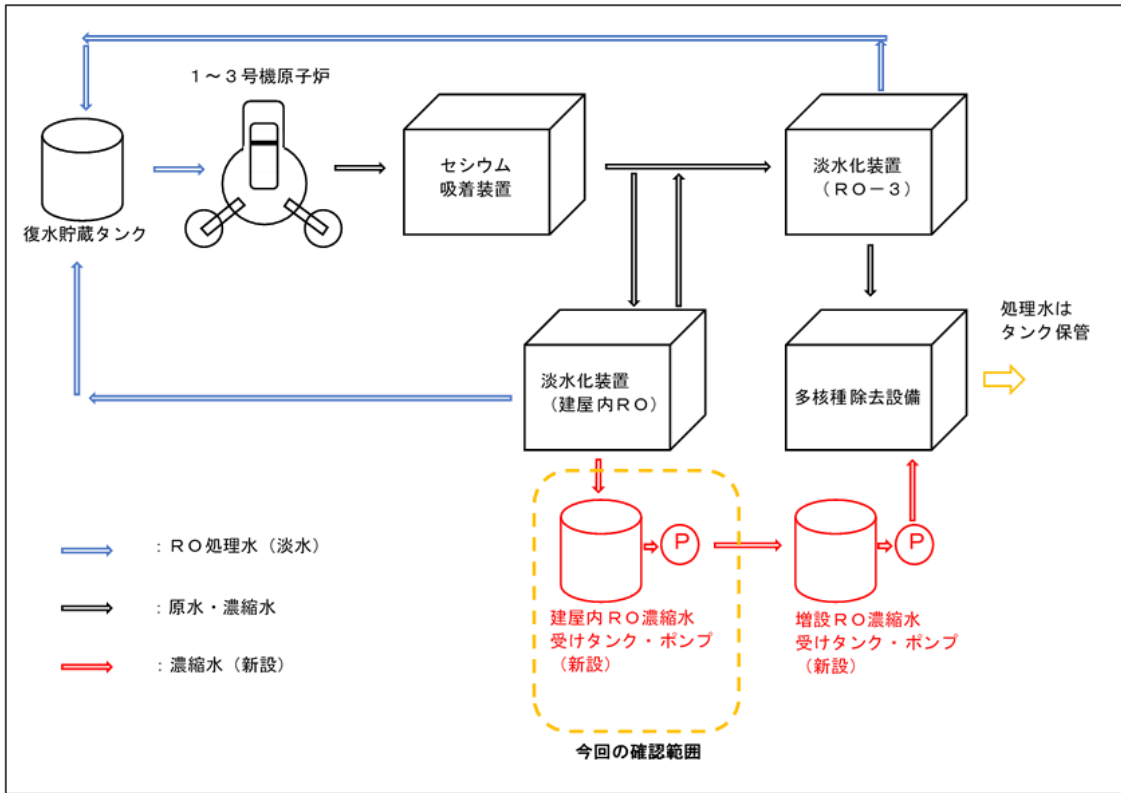 １～３号機原子炉
復水貯蔵タンク
セシウム
吸着装置
淡水化装置
（ＲＯ－３）
処理水は
タンク保管
淡水化装置
（建屋内ＲＯ）
多核種除去設備
Ｐ
Ｐ
：ＲＯ処理水（淡水）
：原水・濃縮水
：濃縮水（新設）
建屋内ＲＯ濃縮水
受けタンク・ポンプ
（新設）
増設ＲＯ濃縮水
受けタンク・ポンプ
（新設）
今回の確認範囲